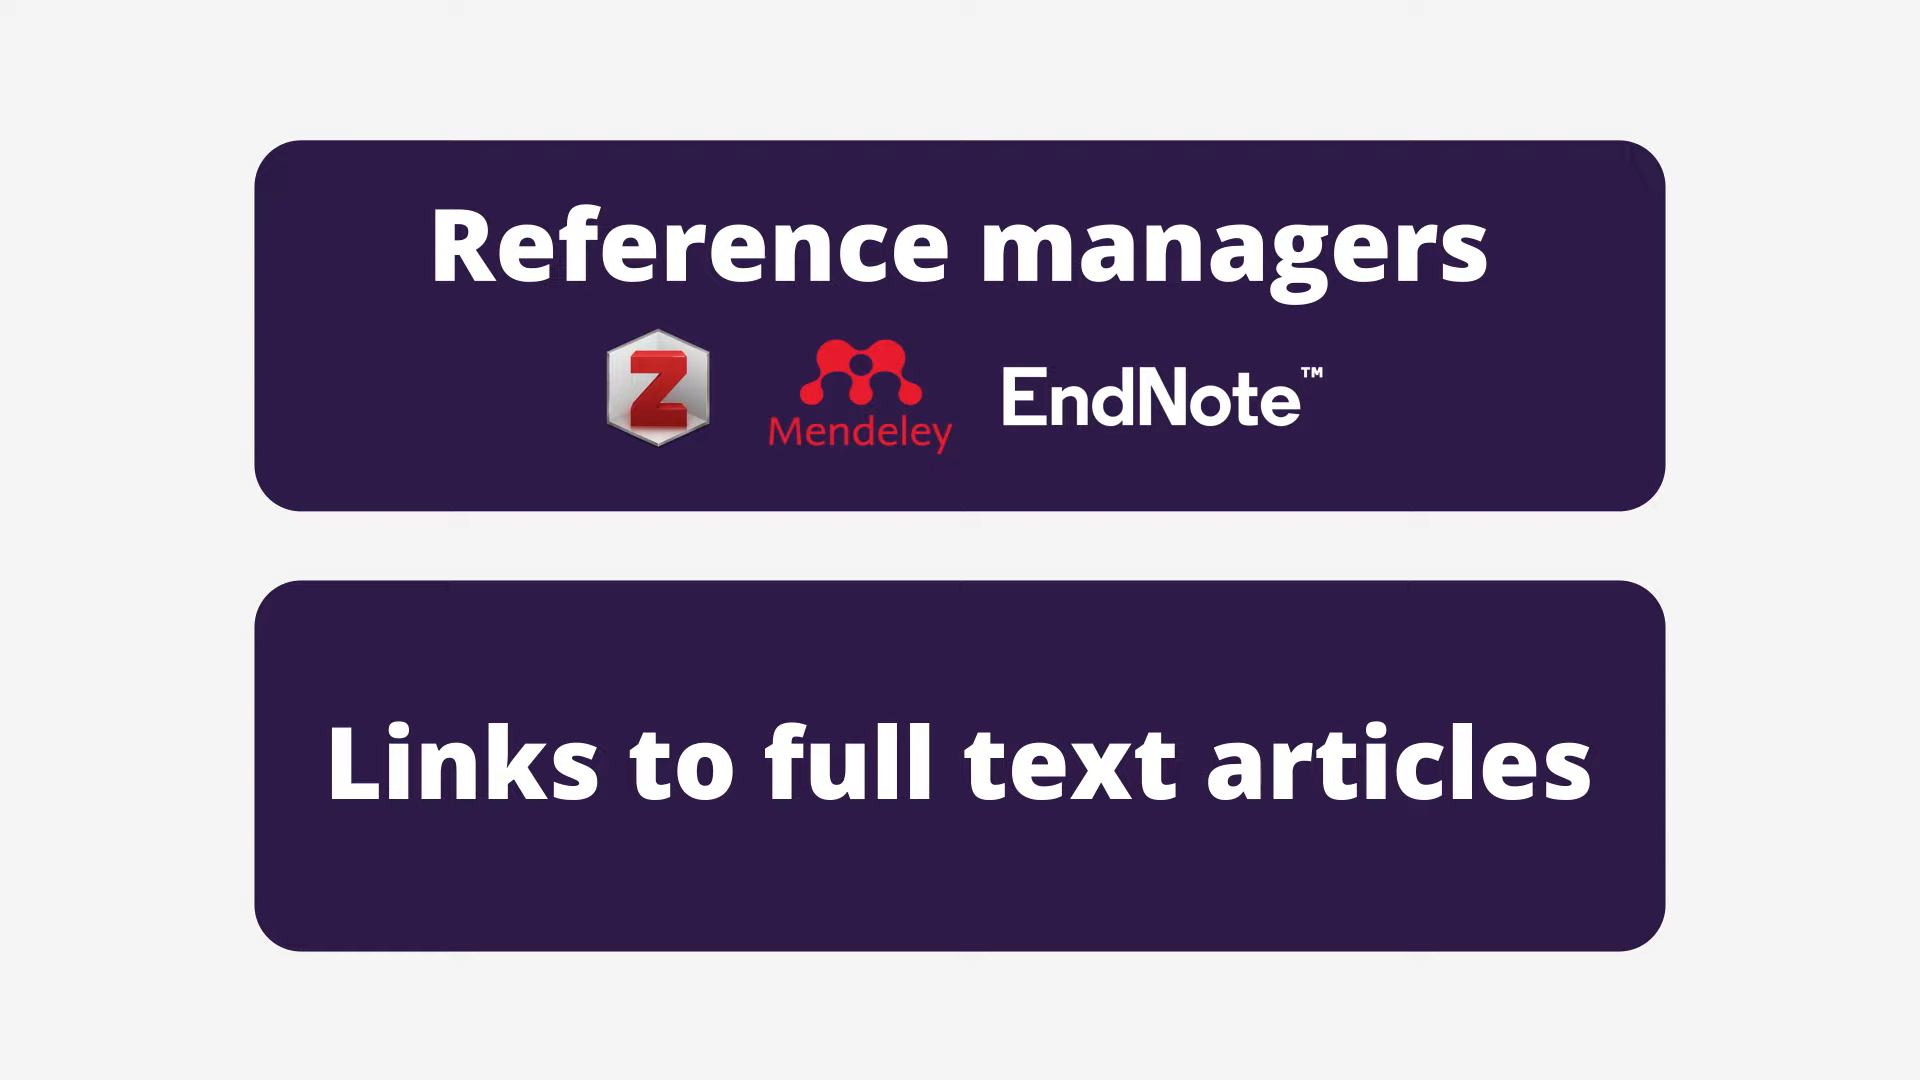 Reference managers
Z Mendeley EndNote™
Links to full text articles